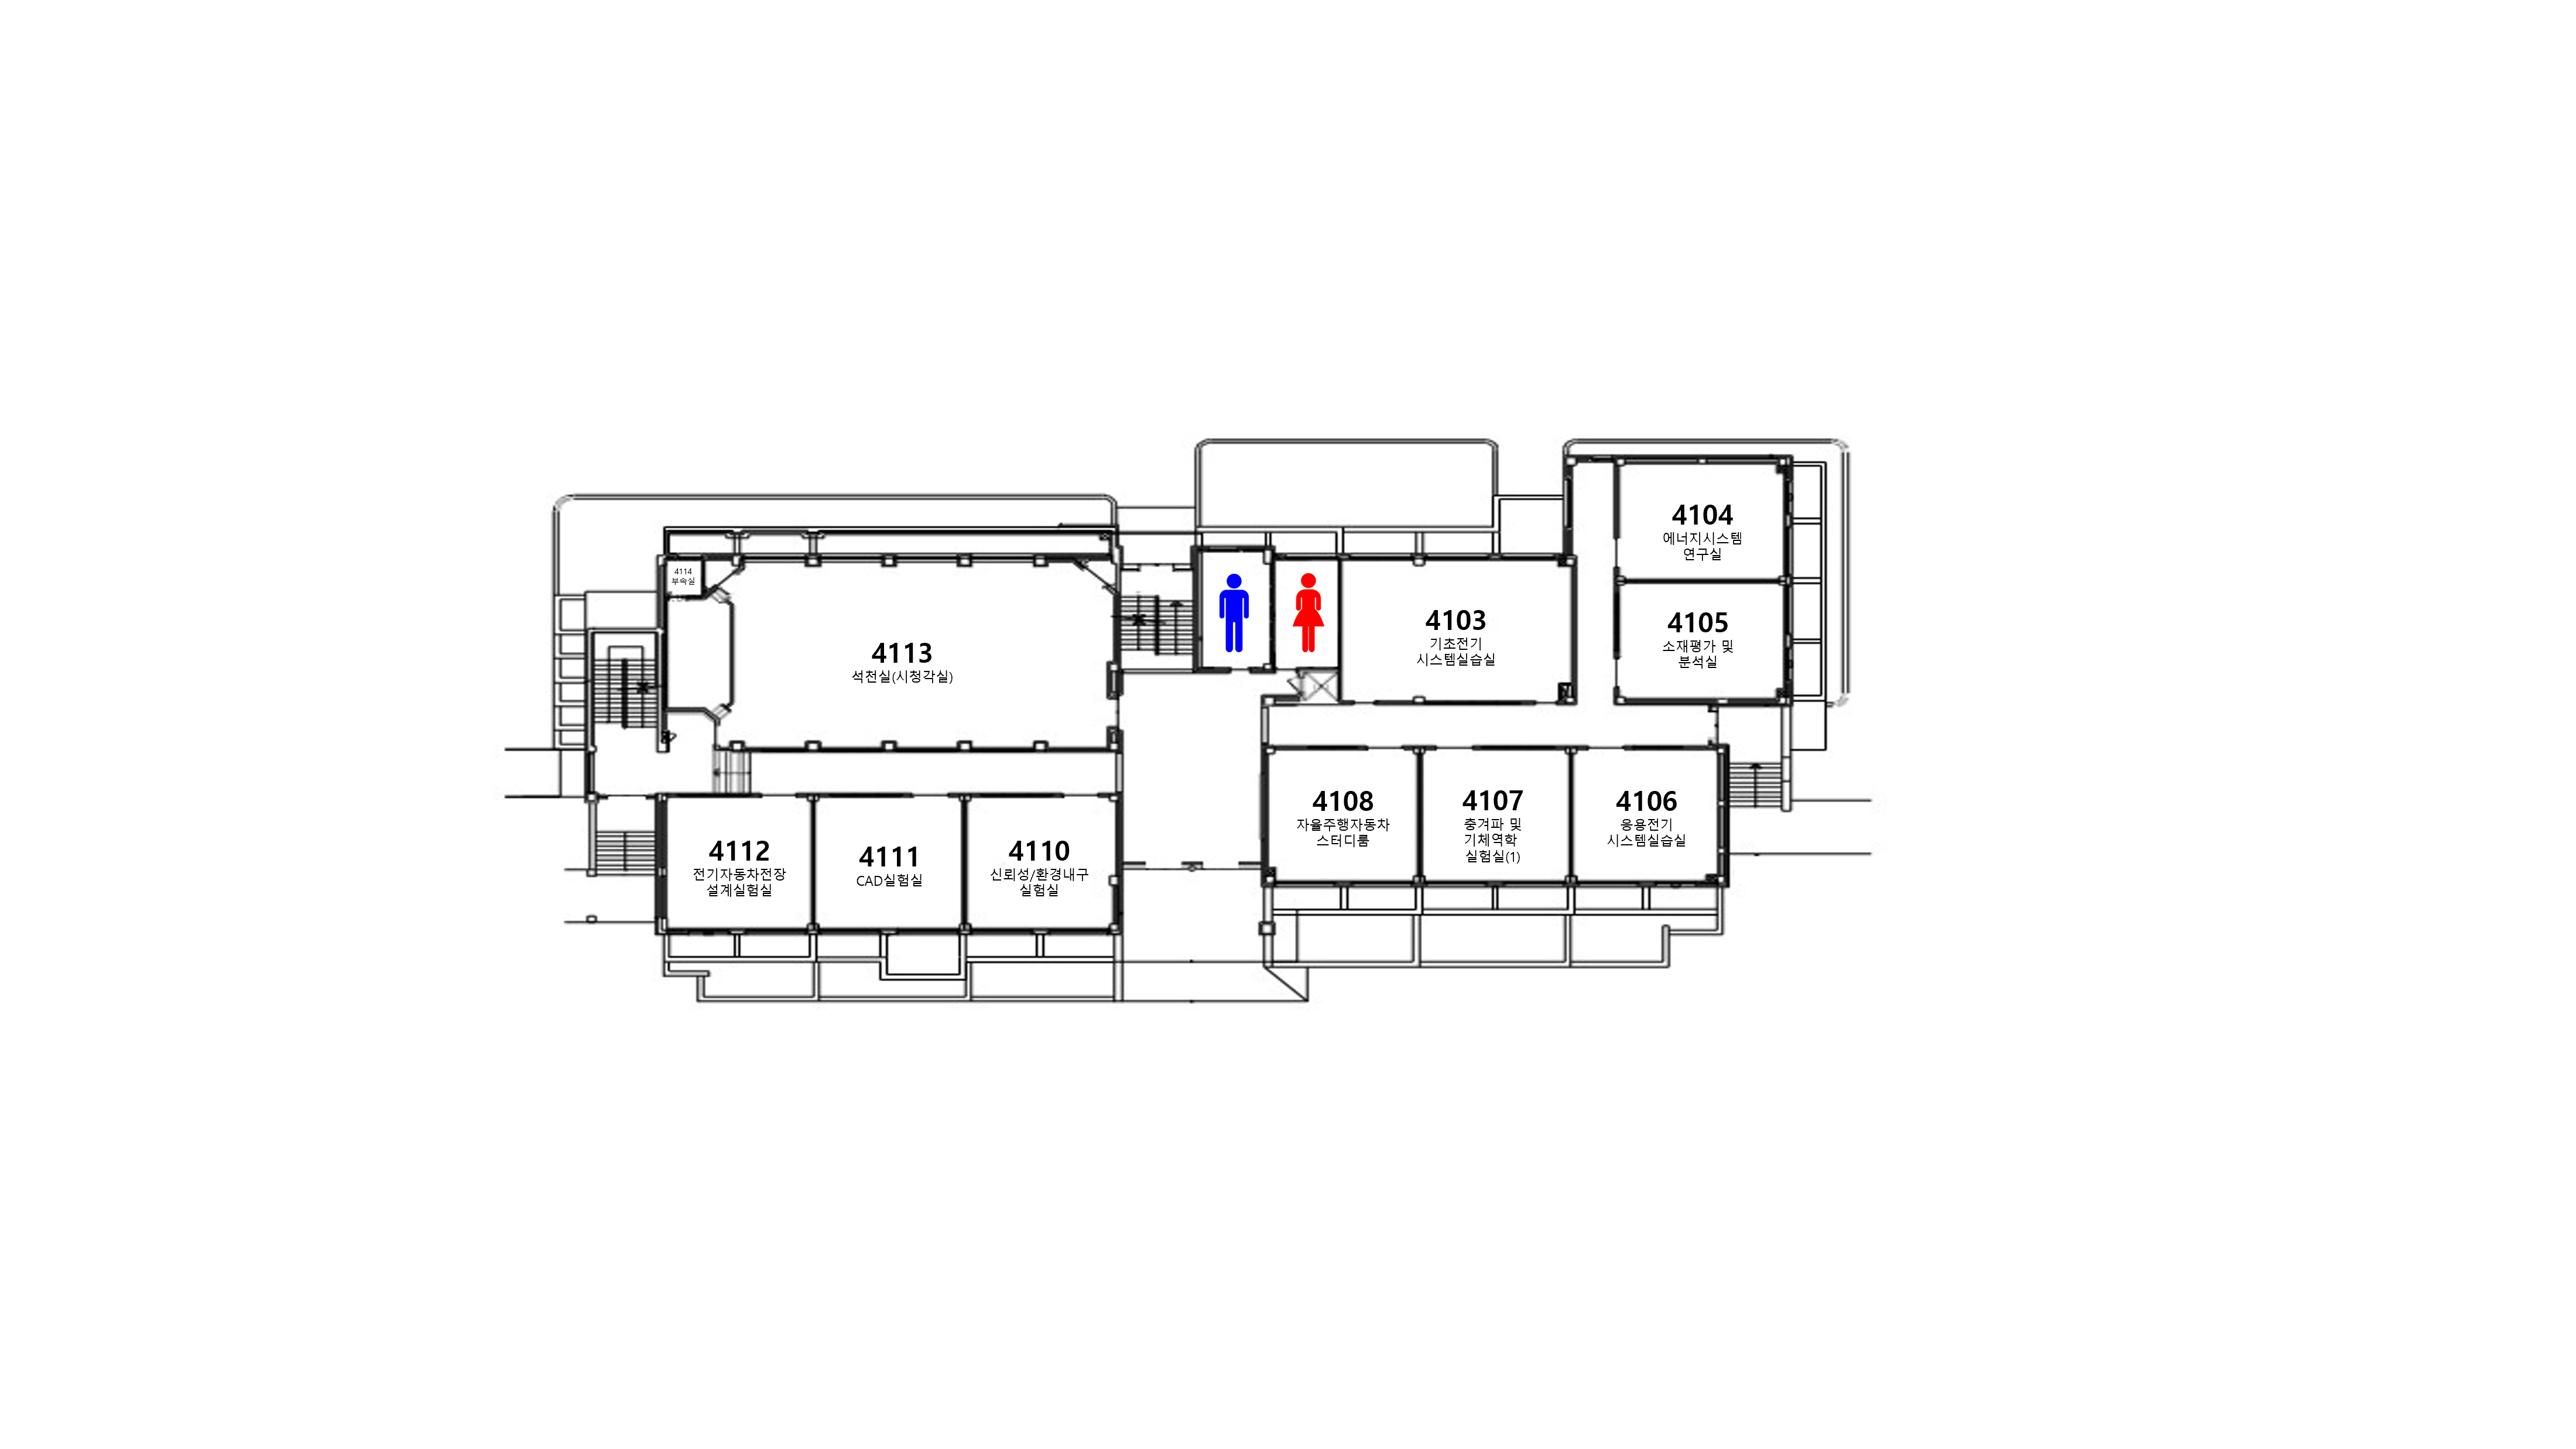 4104
에너지시스템
연구실
4114
부속실
4113
석천실(시청각실)
4103
기초전기
시스템실습실
4105
소재평가 및
분석실
4112
전기자동차전장
설계실험실
4111
CAD실험실
4110
신뢰성/환경내구
실험실
4108
자율주행자동차
스터디룸
4107
충겨파 및
기체역학
실험실(1)
4106
응용전기
시스템실습실